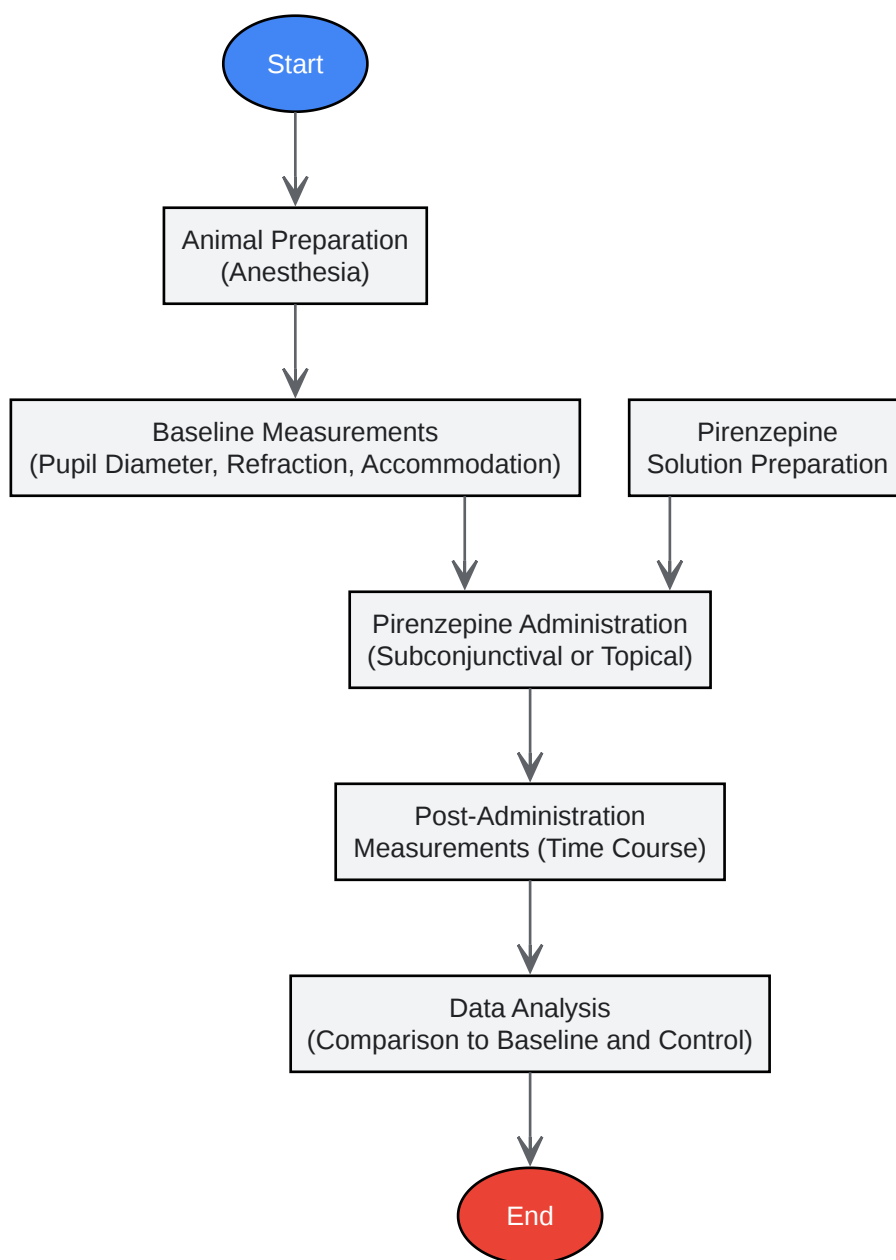 Start
Animal Preparation
(Anesthesia)
Baseline Measurements
(Pupil Diameter, Refraction, Accommodation)
Pirenzepine
Solution Preparation
Pirenzepine Administration
(Subconjunctival or Topical)
Post-Administration
Measurements (Time Course)
Data Analysis
(Comparison to Baseline and Control)
End